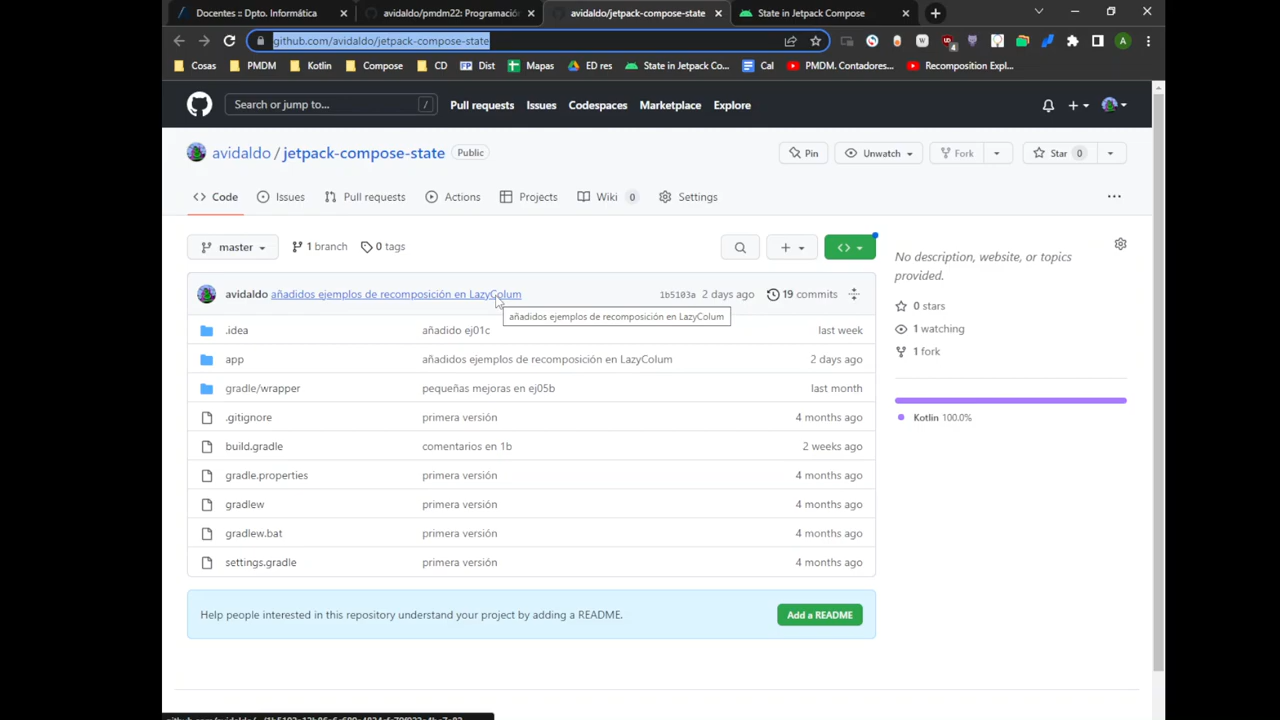 Docentes :: Dpto. Informática
avidaldo/pmdm22: Programació
avidaldo/jetpack-compose-state
State in Jetpack Compose
github.com/avidaldo/jetpack-compose-state
Cosas
PMDM
Kotlin
Compose
CD
Dist
Mapas
ED res
State in Jetpack Co...
Cal
PMDM. Contadores...
Recomposition Expl...
Search or jump to...
/
Pull requests
Issues
Codespaces
Marketplace
Explore
avidaldo / jetpack-compose-state
Public
Pin
Unwatch
Fork
Star 0
Code
Issues
Pull requests
Actions
Projects
Wiki 0
Settings
master
1 branch
0 tags
No description, website, or topics
provided.
avidaldo añadidos ejemplos de recomposición en LazyColum
1b5103a 2 days ago
19 commits
añadidos ejemplos de recomposición en LazyColum
.idea añadido ej01c last week
app añadidos ejemplos de recomposición en LazyColum 2 days ago
gradle/wrapper pequeñas mejoras en ej05b last month
.gitignore primera versión 4 months ago
build.gradle comentarios en 1b 2 weeks ago
gradle.properties primera versión 4 months ago
gradlew primera versión 4 months ago
gradlew.bat primera versión 4 months ago
settings.gradle primera versión 4 months ago
0 stars
1 watching
1 fork
Kotlin 100.0%
Help people interested in this repository understand your project by adding a README.
Add a README